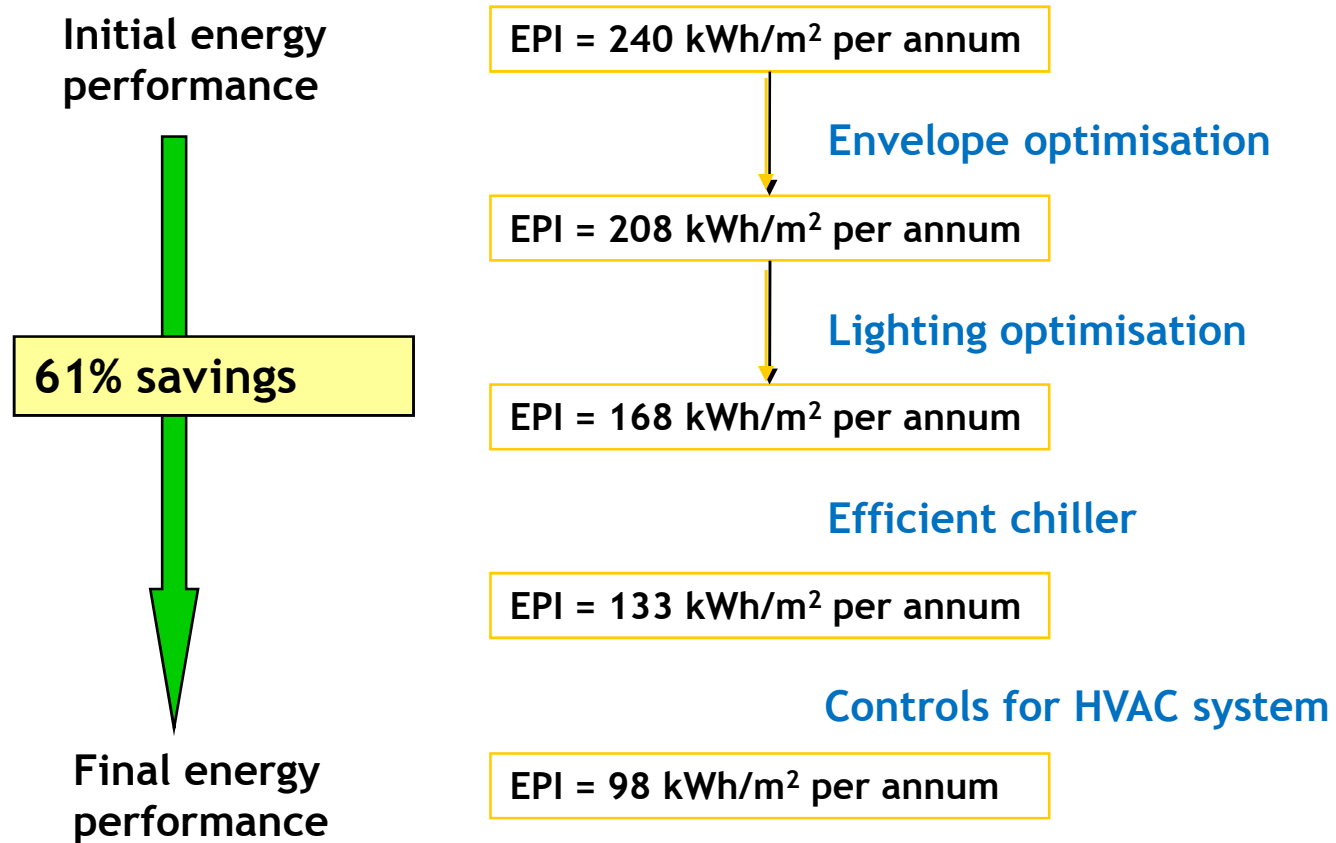 Initial energy
performance
EPI = 240 kWh/m² per annum
Envelope optimisation
EPI = 208 kWh/m² per annum
Lighting optimisation
61% savings
EPI = 168 kWh/m² per annum
Efficient chiller
EPI = 133 kWh/m² per annum
Controls for HVAC system
Final energy
performance
EPI = 98 kWh/m² per annum